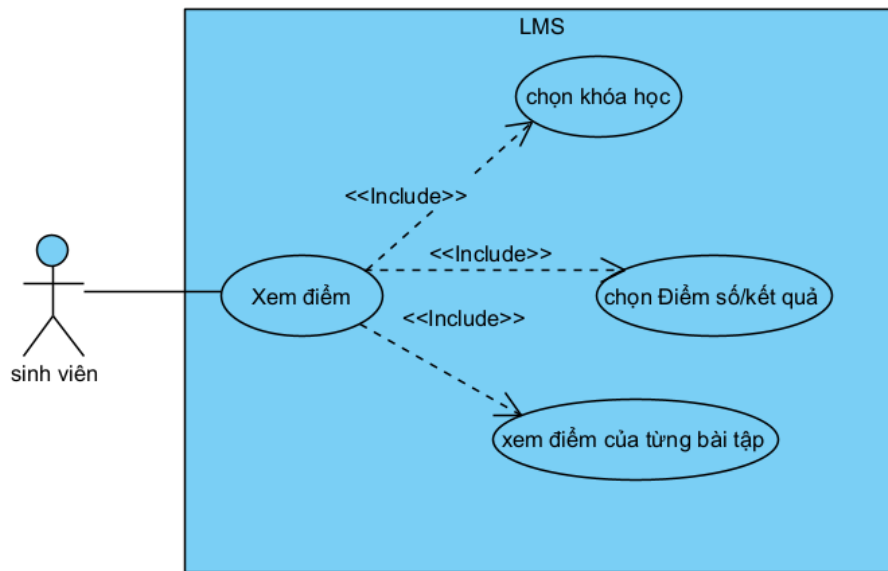 LMS
chọn khóa học
<<Include>>
<<Include>>
Xem điểm
chọn Điểm số/kết quả
<<Include>>
sinh viên
xem điểm của từng bài tập